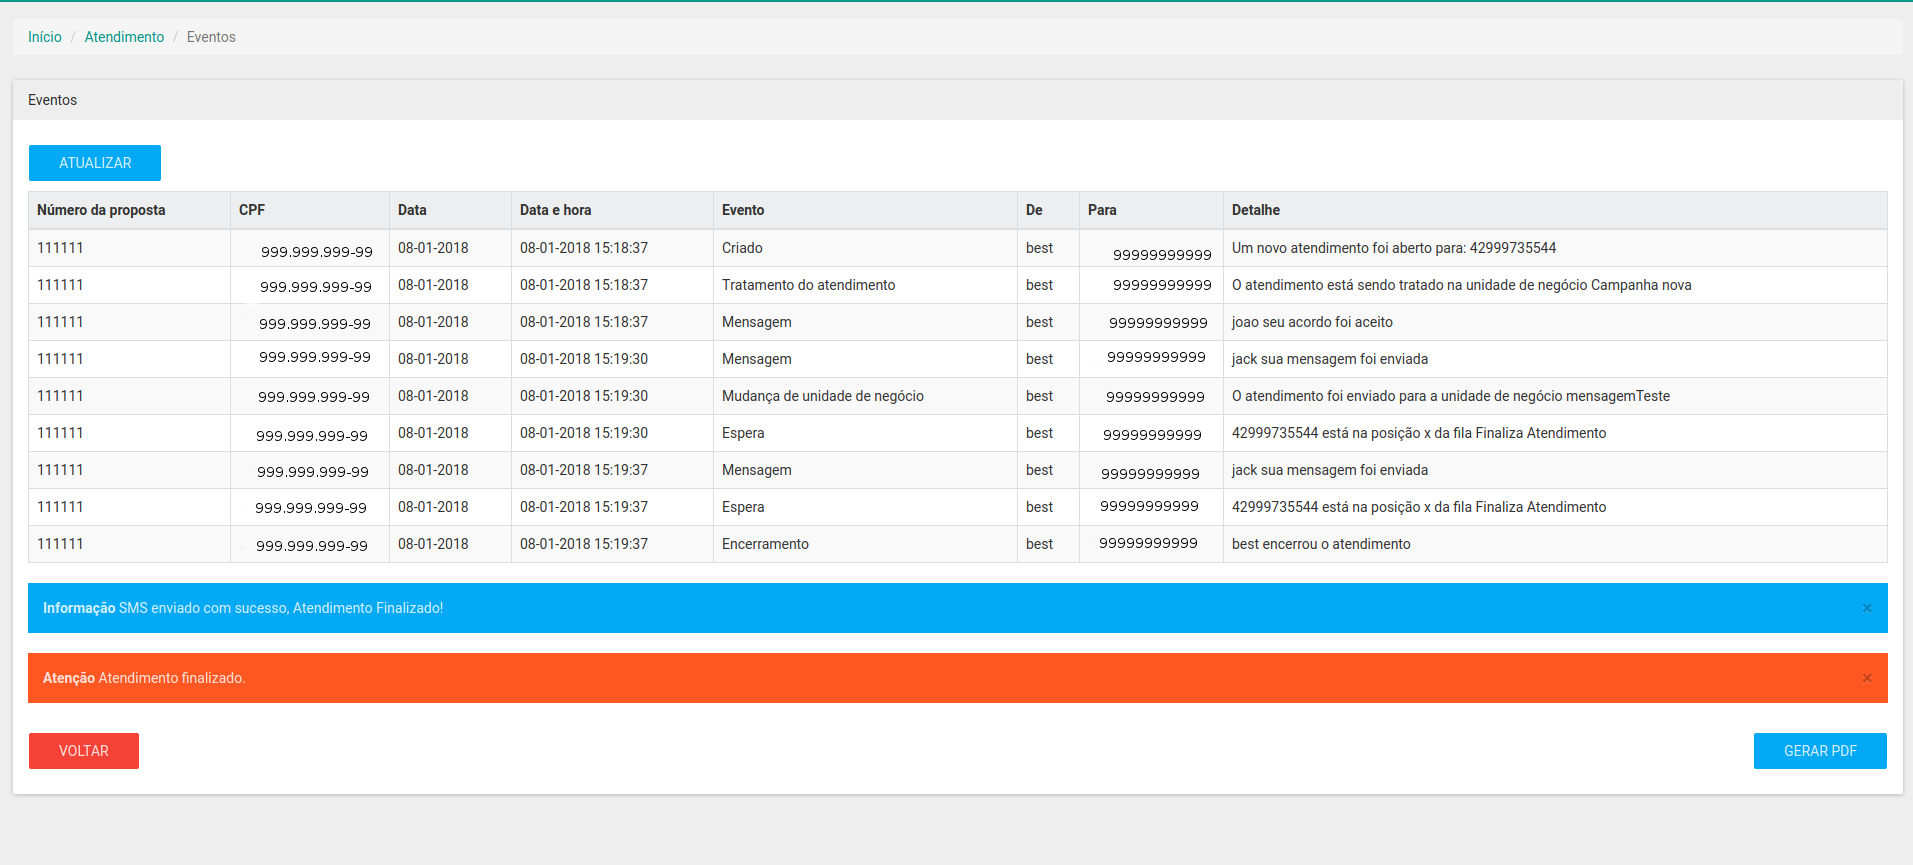 Início / Atendimento / Eventos
Eventos
ATUALIZAR
Número da proposta CPF Data Data e hora Evento De Para Detalhe
111111 999.999.999-99 08-01-2018 08-01-2018 15:18:37 Criado best 99999999999 Um novo atendimento foi aberto para: 42999735544
111111 999.999.999-99 08-01-2018 08-01-2018 15:18:37 Tratamento do atendimento best 99999999999 O atendimento está sendo tratado na unidade de negócio Campanha nova
111111 999.999.999-99 08-01-2018 08-01-2018 15:18:37 Mensagem best 99999999999 joao seu acordo foi aceito
111111 999.999.999-99 08-01-2018 08-01-2018 15:19:30 Mensagem best 99999999999 jack sua mensagem foi enviada
111111 999.999.999-99 08-01-2018 08-01-2018 15:19:30 Mudança de unidade de negócio best 99999999999 O atendimento foi enviado para a unidade de negócio mensagemTeste
111111 999.999.999-99 08-01-2018 08-01-2018 15:19:30 Espera best 99999999999 42999735544 está na posição x da fila Finaliza Atendimento
111111 999.999.999-99 08-01-2018 08-01-2018 15:19:37 Mensagem best 99999999999 jack sua mensagem foi enviada
111111 999.999.999-99 08-01-2018 08-01-2018 15:19:37 Espera best 99999999999 42999735544 está na posição x da fila Finaliza Atendimento
111111 999.999.999-99 08-01-2018 08-01-2018 15:19:37 Encerramento best 99999999999 best encerrou o atendimento
Informação SMS enviado com sucesso, Atendimento Finalizado! ×
Atenção Atendimento finalizado. ×
VOLTAR GERAR PDF